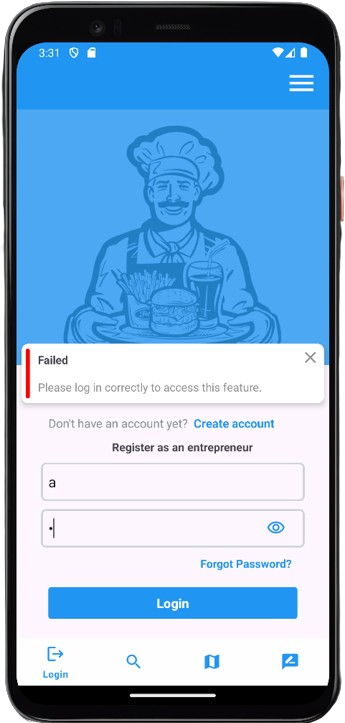 3:31
Failed
Please log in correctly to access this feature.
Don't have an account yet? Create account
Register as an entrepreneur
a
•
Forgot Password?
Login
Login